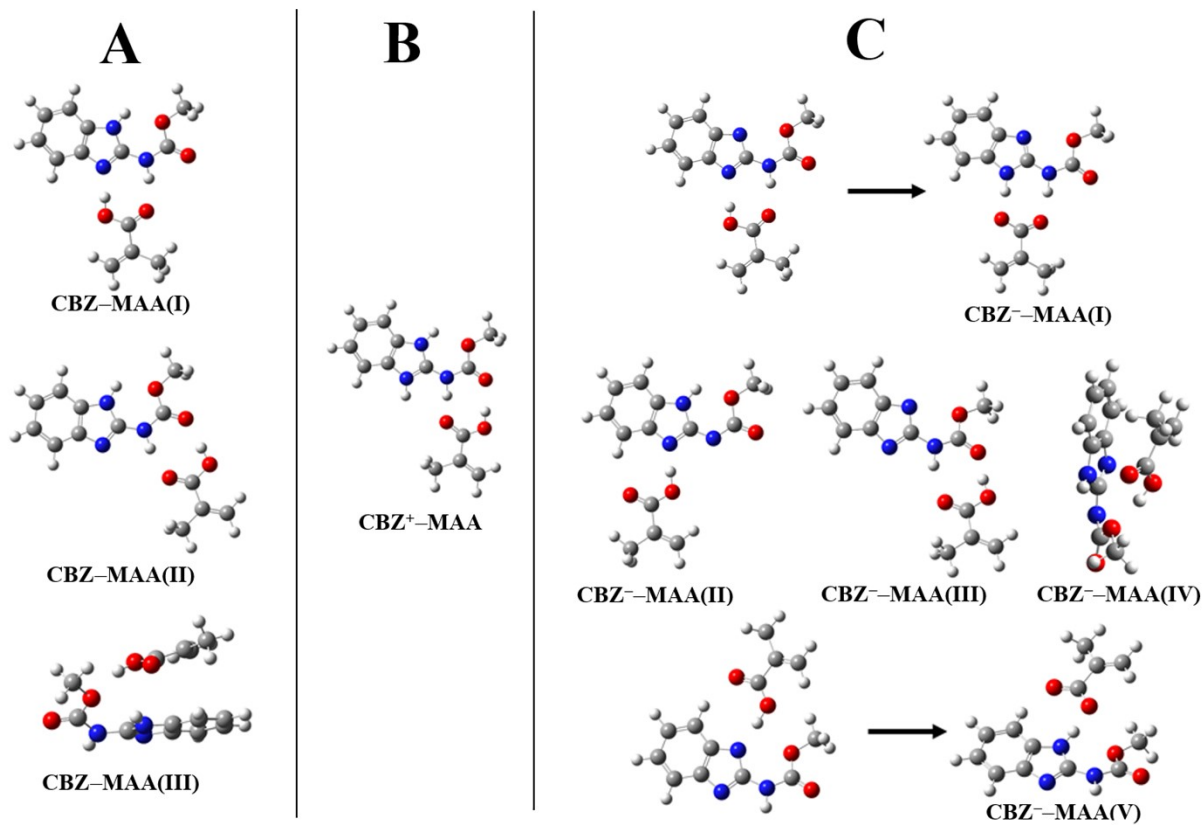 A
B
C
CBZ–MAA(I)
CBZ⁻–MAA(I)
CBZ⁺–MAA
CBZ–MAA(II)
CBZ⁻–MAA(II)
CBZ⁻–MAA(III)
CBZ⁻–MAA(IV)
CBZ–MAA(III)
CBZ⁻–MAA(V)